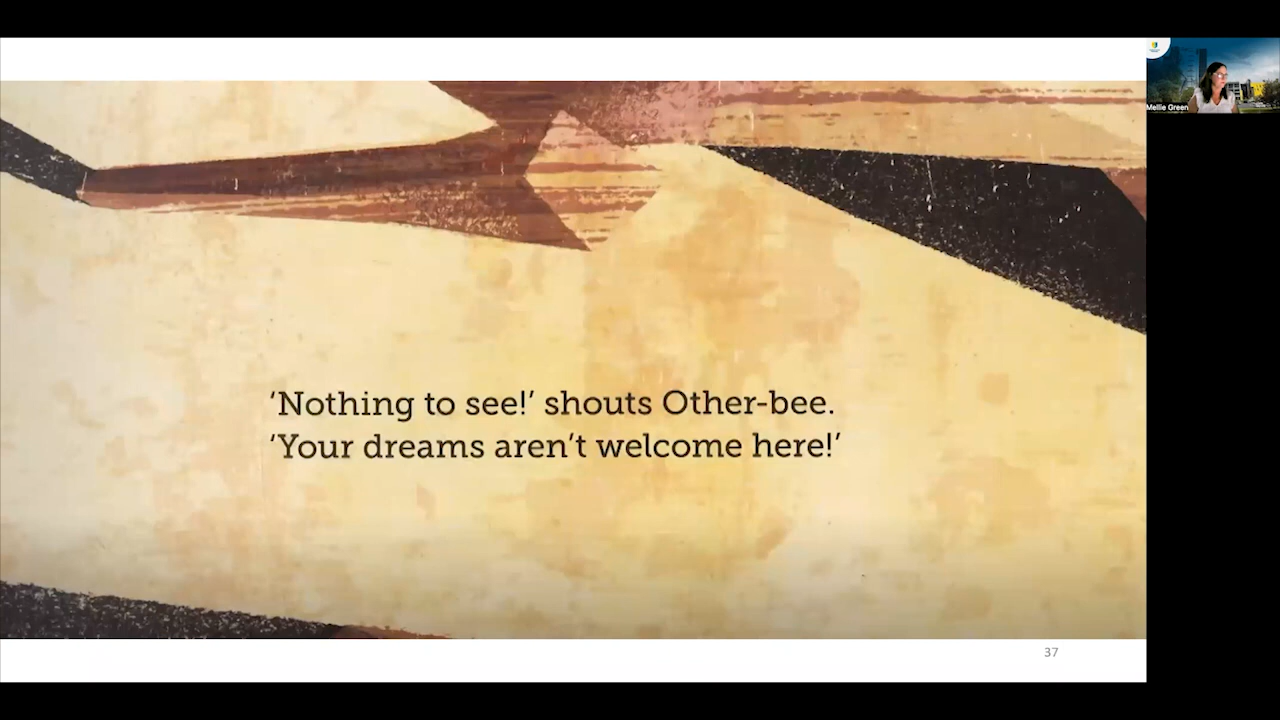 Mellie Green
‘Nothing to see!’ shouts Other-bee.
‘Your dreams aren’t welcome here!’
37